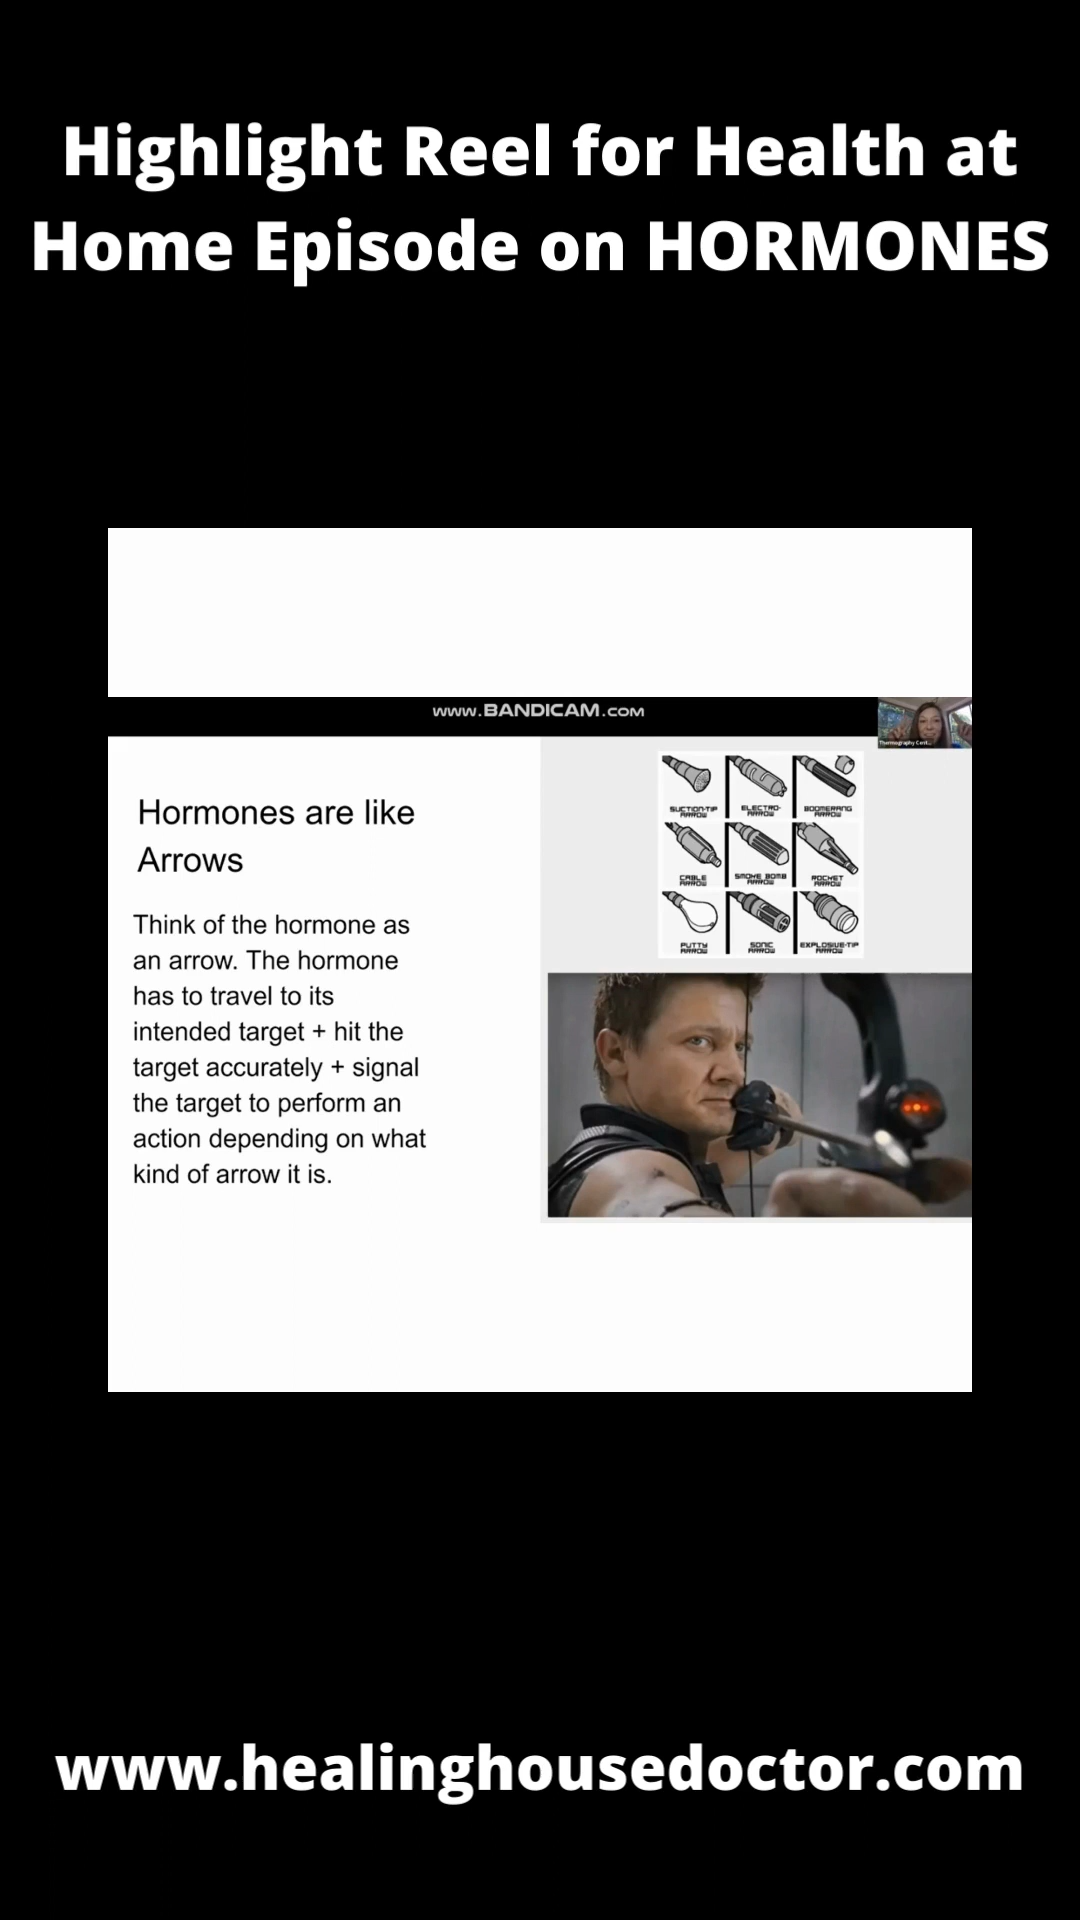 Highlight Reel for Health at
Home Episode on HORMONES
www.BANDICAM.com
Thermography Cent...
Hormones are like
Arrows
Think of the hormone as
an arrow. The hormone
has to travel to its
intended target + hit the
target accurately + signal
the target to perform an
action depending on what
kind of arrow it is.
SUCTION-TIP
ARROW
ELECTRO-
ARROW
BOOMERANG
ARROW
CABLE
ARROW
SMOKE BOMB
ARROW
ROCKET
ARROW
PUTTY
ARROW
SONIC
ARROW
EXPLOSIVE-TIP
ARROW
www.healinghousedoctor.com